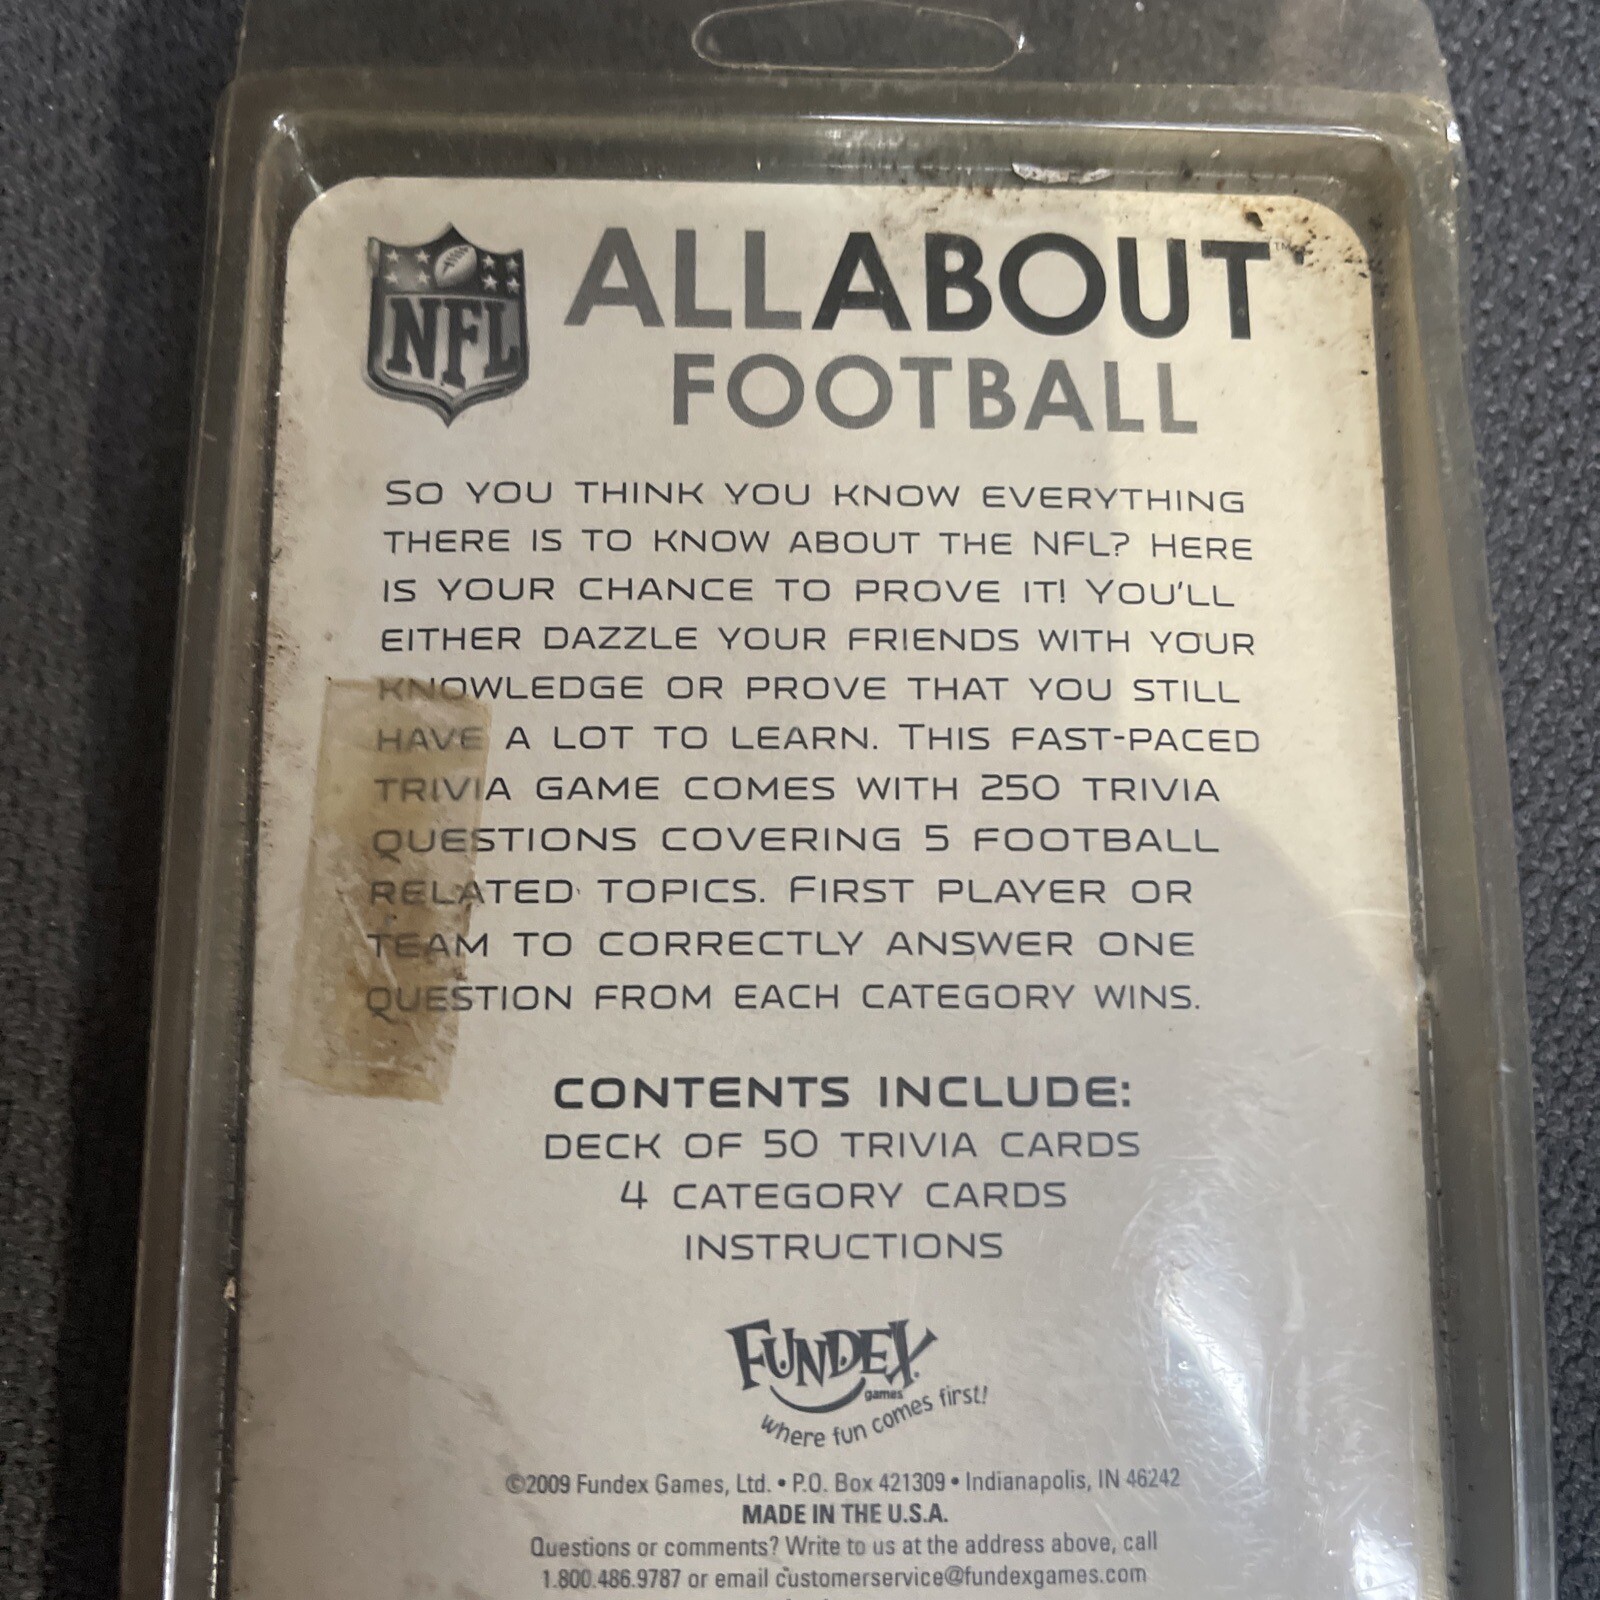 NFL
ALLABOUT™
FOOTBALL
SO YOU THINK YOU KNOW EVERYTHING
THERE IS TO KNOW ABOUT THE NFL? HERE
IS YOUR CHANCE TO PROVE IT! YOU'LL
EITHER DAZZLE YOUR FRIENDS WITH YOUR
KNOWLEDGE OR PROVE THAT YOU STILL
HAVE A LOT TO LEARN. THIS FAST-PACED
TRIVIA GAME COMES WITH 250 TRIVIA
QUESTIONS COVERING 5 FOOTBALL
RELATED TOPICS. FIRST PLAYER OR
TEAM TO CORRECTLY ANSWER ONE
QUESTION FROM EACH CATEGORY WINS.
CONTENTS INCLUDE:
DECK OF 50 TRIVIA CARDS
4 CATEGORY CARDS
INSTRUCTIONS
FUNDEX
games
where fun comes first!
©2009 Fundex Games, Ltd. • P.O. Box 421309 • Indianapolis, IN 46242
MADE IN THE U.S.A.
Questions or comments? Write to us at the address above, call
1.800.486.9787 or email customerservice@fundexgames.com